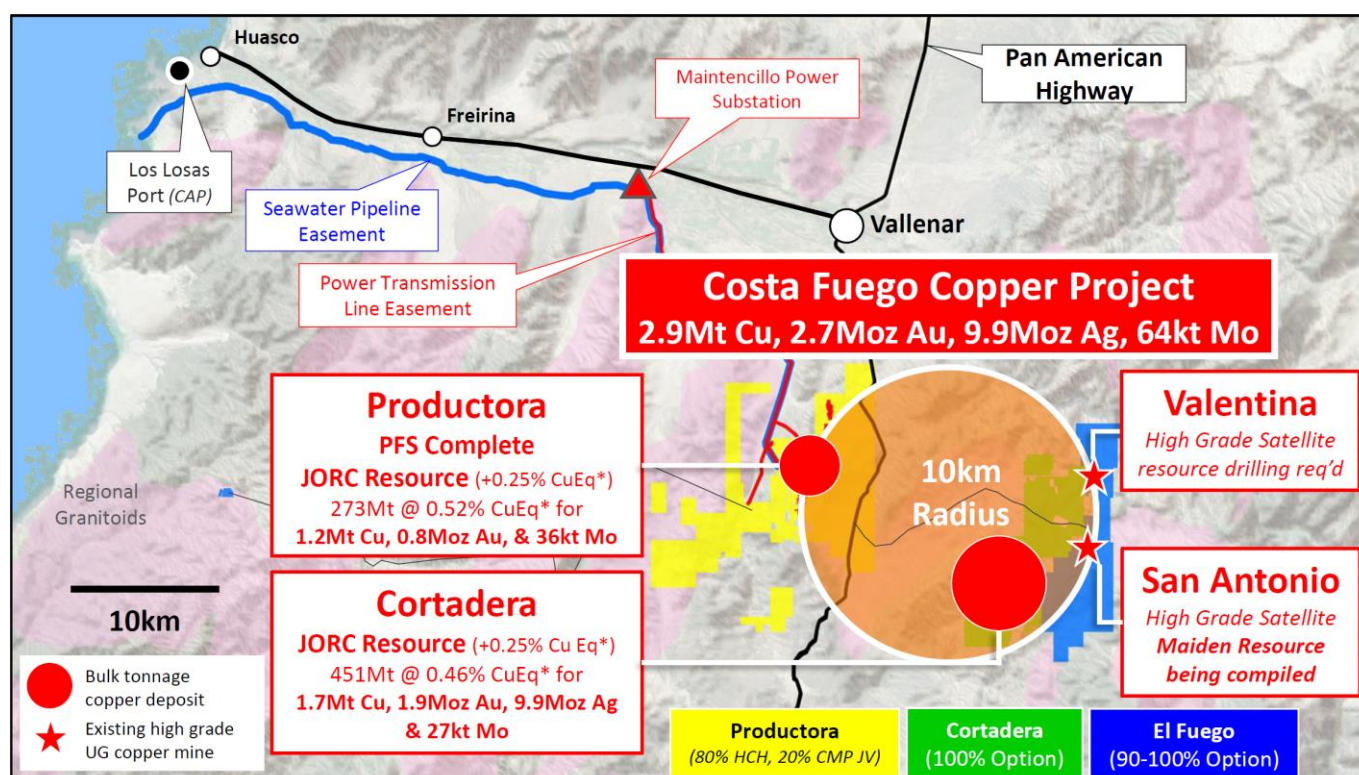 Huasco
Maintencillo Power
Substation
Pan American
Highway
Freirina
Los Losas
Port (CAP)
Seawater Pipeline
Easement
Vallenar
Power Transmission
Line Easement
Costa Fuego Copper Project
2.9Mt Cu, 2.7Moz Au, 9.9Moz Ag, 64kt Mo
Productora
PFS Complete
JORC Resource (+0.25% CuEq*)
273Mt @ 0.52% CuEq* for
1.2Mt Cu, 0.8Moz Au, & 36kt Mo
Valentina
High Grade Satellite
resource drilling req'd
10km
Radius
Regional
Granitoids
Cortadera
JORC Resource (+0.25% Cu Eq*)
451Mt @ 0.46% CuEq* for
1.7Mt Cu, 1.9Moz Au, 9.9Moz Ag
& 27kt Mo
San Antonio
High Grade Satellite
Maiden Resource
being compiled
10km
Bulk tonnage
copper deposit
Existing high grade
UG copper mine
Productora
(80% HCH, 20% CMP JV)
Cortadera
(100% Option)
El Fuego
(90-100% Option)